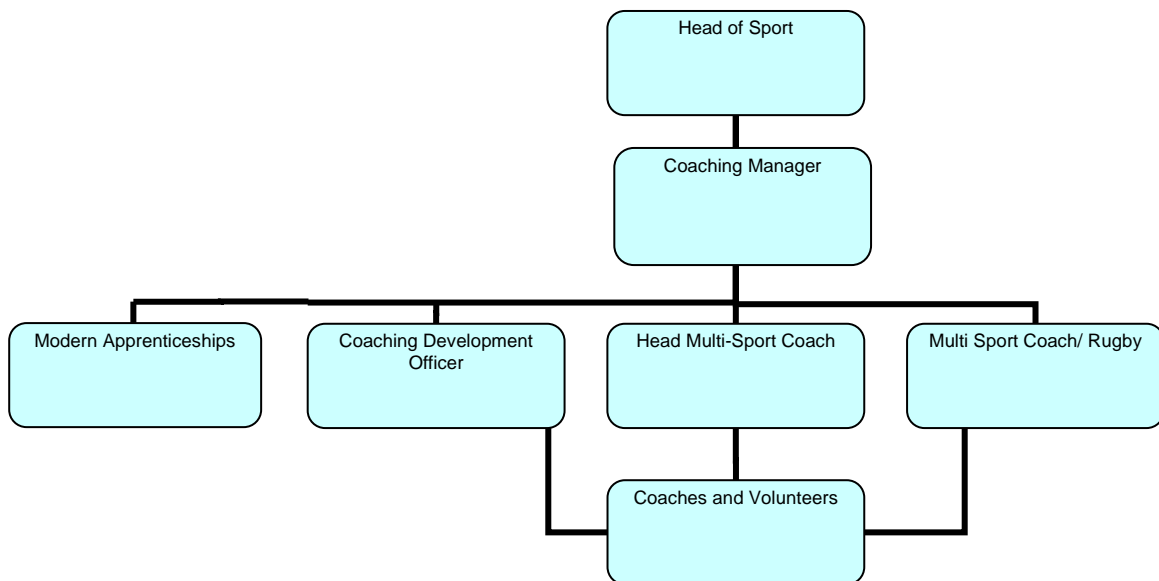 Head of Sport
Coaching Manager
Modern Apprenticeships
Coaching Development
Officer
Head Multi-Sport Coach
Multi Sport Coach/ Rugby
Coaches and Volunteers